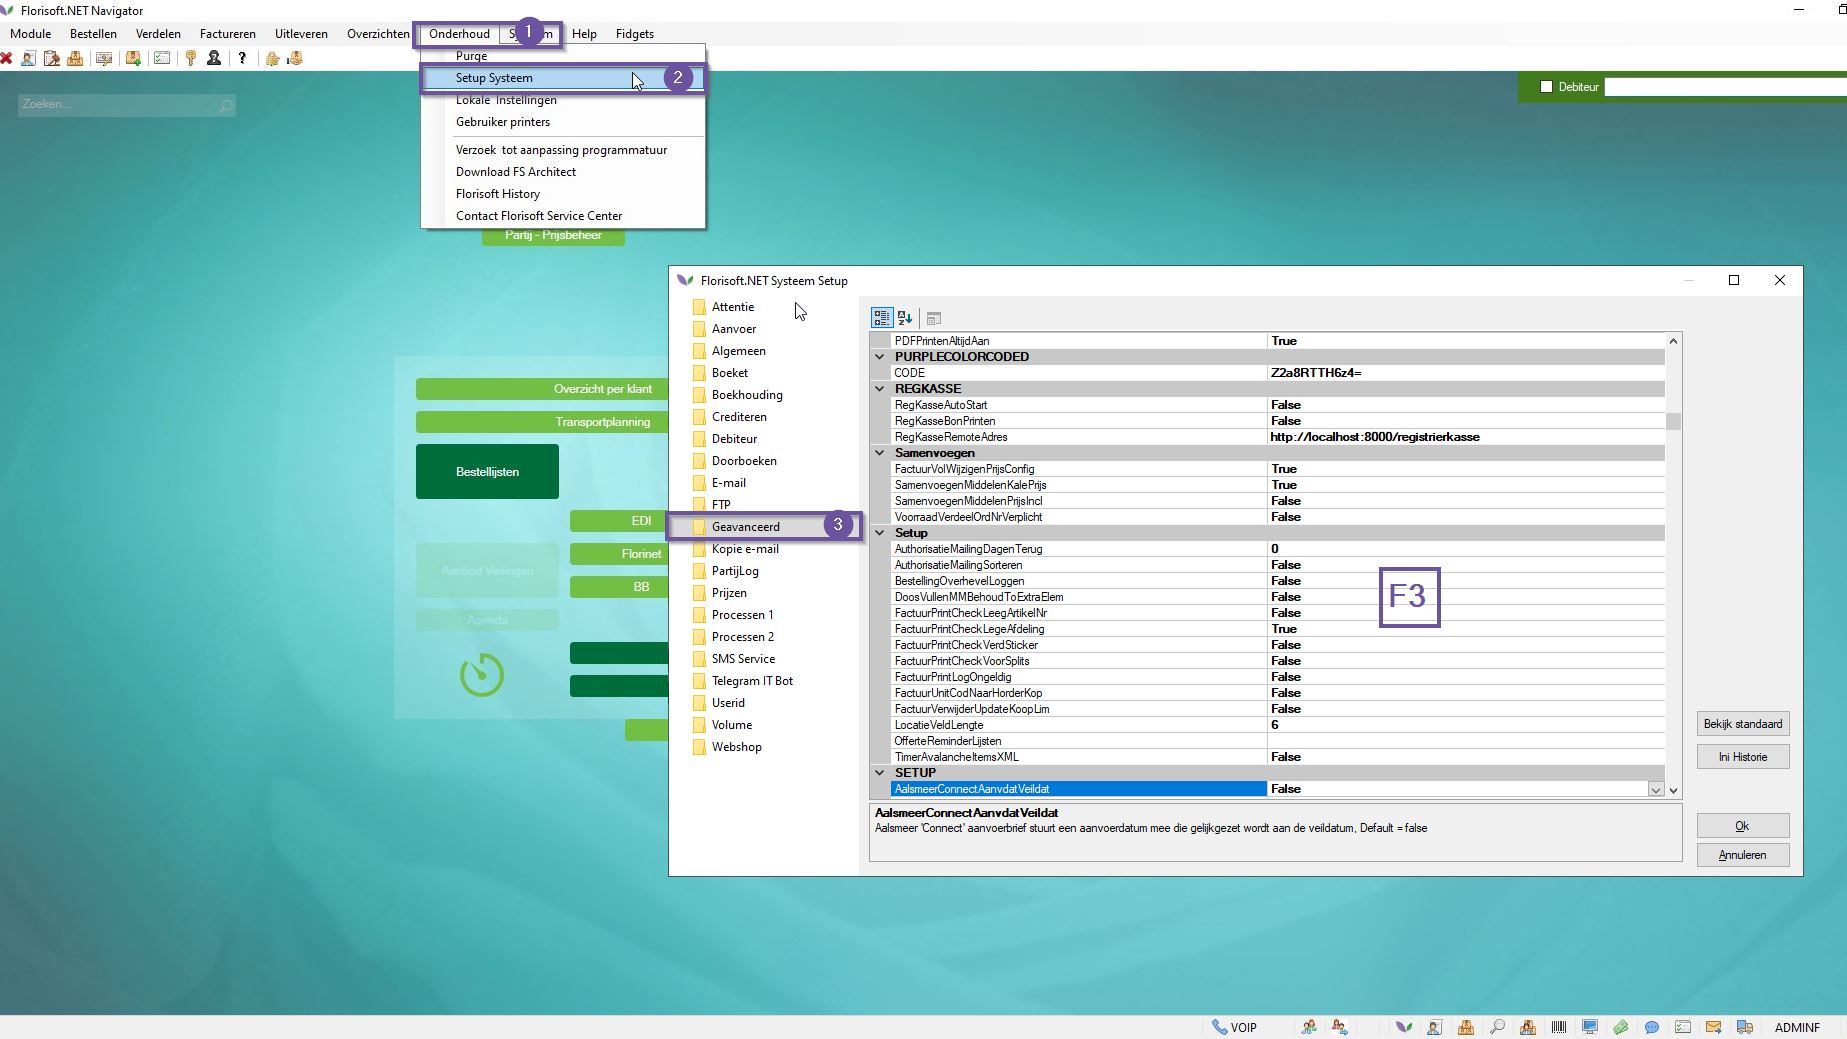 Florisoft.NET Navigator
Module Bestellen Verdelen Factureren Uitleveren Overzichten Onderhoud 1 Help Fidgets
Purge
Setup Systeem 2
Lokale Instellingen
Gebruiker printers
Verzoek tot aanpassing programmatuur
Download FS Architect
Florisoft History
Contact Florisoft Service Center
Zoeken...
Debiteur
Partij - Prijsbeheer
Overzicht per klant
Transportplanning
Bestellijsten
EDI
Florinet
Aanbod Veilingen
BB
Agenda
Florisoft.NET Systeem Setup
Attentie
Aanvoer
Algemeen
Boeket
Boekhouding
Crediteren
Debiteur
Doorboeken
E-mail
FTP
Geavanceerd 3
Kopie e-mail
PartijLog
Prijzen
Processen 1
Processen 2
SMS Service
Telegram IT Bot
Userid
Volume
Webshop
PDFPrintenAltijdAan True
PURPLECOLORCODED
CODE Z2a8RTTH6z4=
REGKASSE
RegKasseAutoStart False
RegKasseBonPrinten False
RegKasseRemoteAdres http://localhost:8000/registrierkasse
Samenvoegen
FactuurVolWijzigenPrijsConfig True
SamenvoegenMiddelenKalePrijs True
SamenvoegenMiddelenPrijsIncl False
VoorraadVerdeelOrdNrVerplicht False
Setup
AuthorisatieMailingDagenTerug 0
AuthorisatieMailingSorteren False
BestellingOverhevelLoggen False
DoosVullenMMBehoudToExtraElem False
FactuurPrintCheckLeegArtikelNr False
FactuurPrintCheckLegeAfdeling True
FactuurPrintCheckVerdSticker False
FactuurPrintCheckVoorSplits False
FactuurPrintLogOngeldig False
FactuurUnitCodNaarHorderKop False
FactuurVerwijderUpdateKoopLim False
LocatieVeldLengte 6
OfferteReminderLijsten
TimerAvalancheItemsXML False
SETUP
AalsmeerConnectAanvdatVeildat False
F3
AalsmeerConnectAanvdatVeildat
Aalsmeer 'Connect' aanvoerbrief stuurt een aanvoerdatum mee die gelijkgezet wordt aan de veildatum, Default = false
Bekijk standaard
Ini Historie
Ok
Annuleren
VOIP
ADMINF